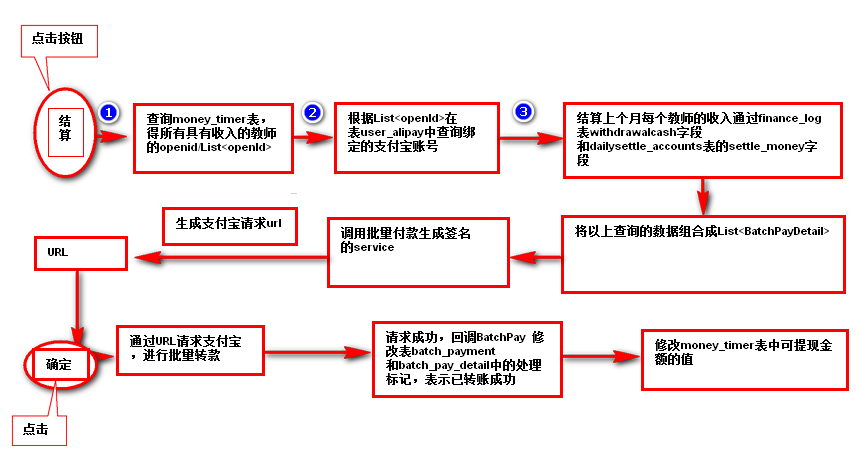 点击按钮
结
算
1
查询money_timer表，
得所有具有收入的教师
的openid/List<openId>
2
根据List<openId>在
表user_alipay中查询绑
定的支付宝账号
3
结算上个月每个教师的收入通过finance_log
表withdrawalcash字段
和dailysettle_accounts表的settle_money字
段
将以上查询的数据组合成List<BatchPayDetail>
调用批量付款生成签名
的service
生成支付宝请求url
URL
确定
点击
通过URL请求支付宝
，进行批量转款
请求成功，回调BatchPay 修
改表batch_payment
和batch_pay_detail中的处理
标记，表示已转账成功
修改money_timer表中可提现金
额的值